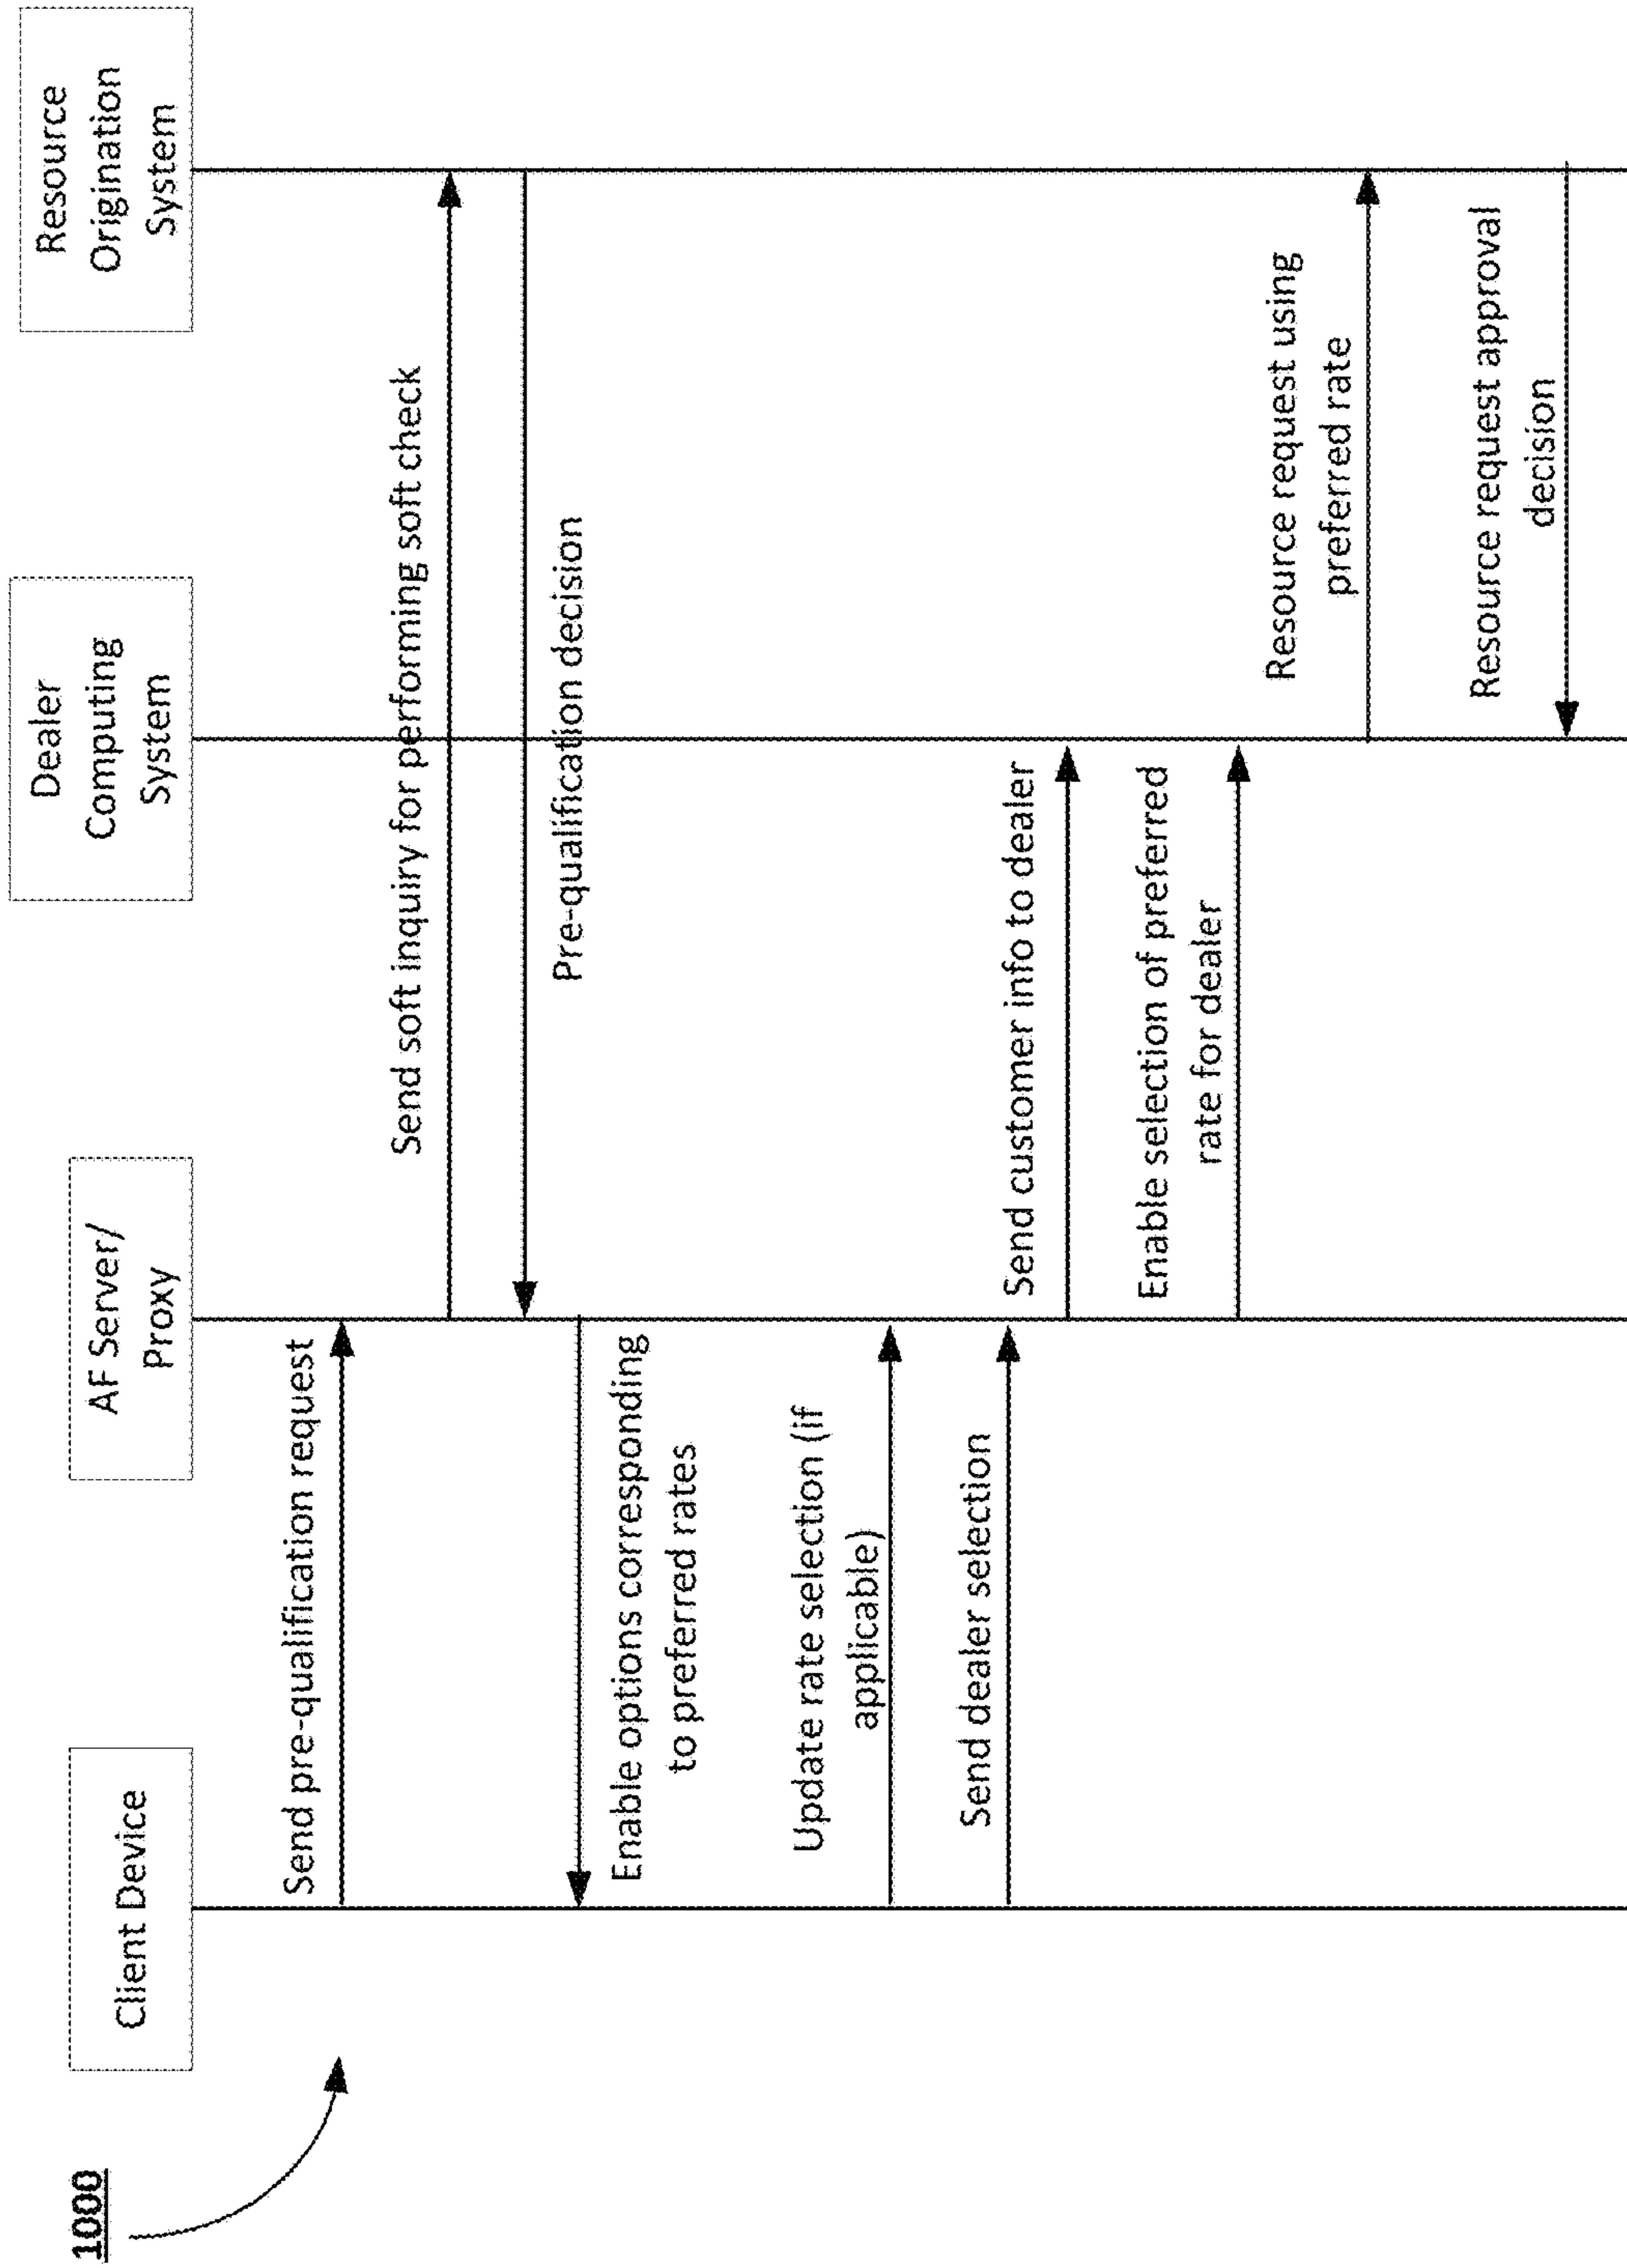 1000
Client Device
AF Server/
Proxy
Dealer
Computing
System
Resource
Origination
System
Send pre-qualification request
Send soft inquiry for performing soft check
Pre-qualification decision
Enable options corresponding
to preferred rates
Update rate selection (if
applicable)
Send dealer selection
Send customer info to dealer
Enable selection of preferred
rate for dealer
Resource request using
preferred rate
Resource request approval
decision